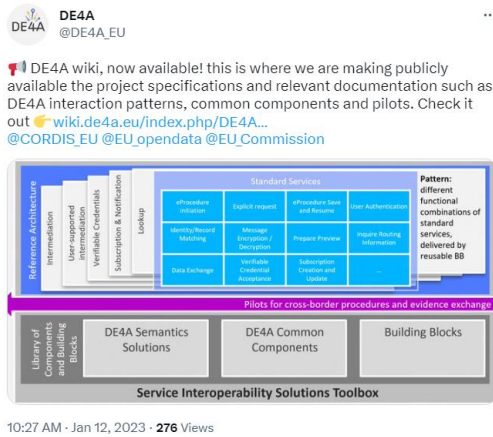 DE4A
DE4A
@DE4A_EU
DE4A wiki, now available! this is where we are making publicly
available the project specifications and relevant documentation such as
DE4A interaction patterns, common components and pilots. Check it
out 👉wiki.de4a.eu/index.php/DE4A...
@CORDIS_EU @EU_opendata @EU_Commission
Reference Architecture
Intermediation
User-supported
intermediation
Verifiable Credentials
Subscription & Notification
Lookup
Standard Services
eProcedure
initiation
Explicit request
eProcedure Save
and Resume
User Authentication
Identity/Record
Matching
Message
Encryption /
Decryption
Prepare Preview
Inquire Routing
Information
Data Exchange
Verifiable
Credential
Acceptance
Subscription
Creation and
Update
...
Pattern:
different
functional
combinations of
standard
services,
delivered by
reusable BB
Pilots for cross-border procedures and evidence exchange
Library of
Components
and Building
Blocks
DE4A Semantics
Solutions
DE4A Common
Components
Building Blocks
Service Interoperability Solutions Toolbox
10:27 AM · Jan 12, 2023 · 276 Views